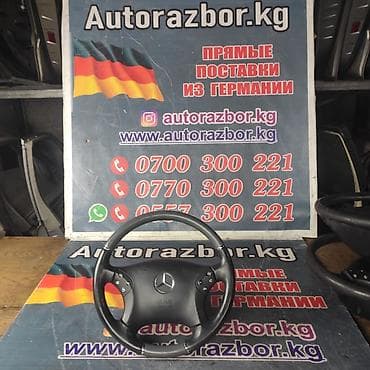 Autorazbor.kg
ПРЯМЫЕ
ПОСТАВКИ
ИЗ ГЕРМАНИИ
autorazbor.kg
www.autorazbor.kg
0700 300 221
0770 300 221
0557 300 221
Autorazbor.kg
ПРЯМЫЕ
ПОСТАВКИ
ГЕРМАНИИ
autorazbor.kg
www.autorazbor.kg